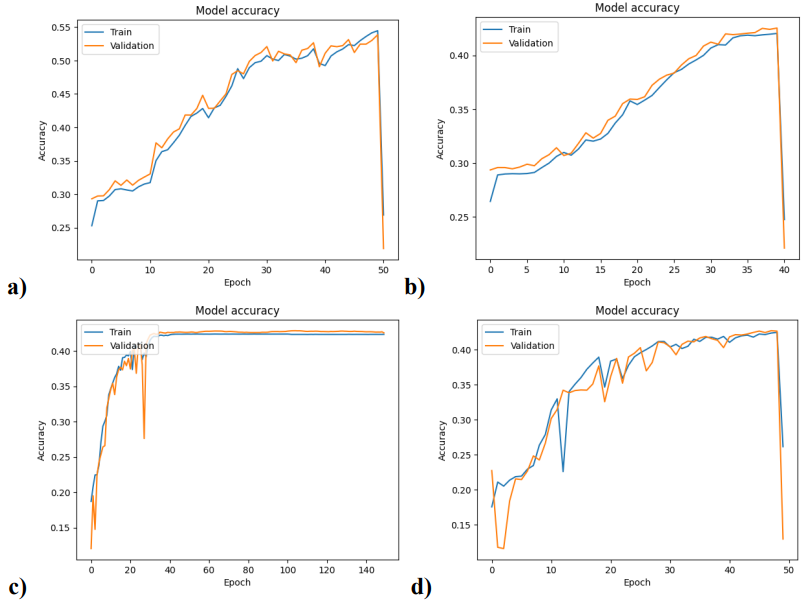 Model accuracy
Train
Validation
0.55
0.50
0.45
0.40
0.35
0.30
0.25
Accuracy
0 10 20 30 40 50
Epoch
a)
Model accuracy
Train
Validation
0.40
0.35
0.30
0.25
Accuracy
0 5 10 15 20 25 30 35 40
Epoch
b)
Model accuracy
Train
Validation
0.40
0.35
0.30
0.25
0.20
0.15
Accuracy
0 20 40 60 80 100 120 140
Epoch
c)
Model accuracy
Train
Validation
0.40
0.35
0.30
0.25
0.20
0.15
Accuracy
0 10 20 30 40 50
Epoch
d)